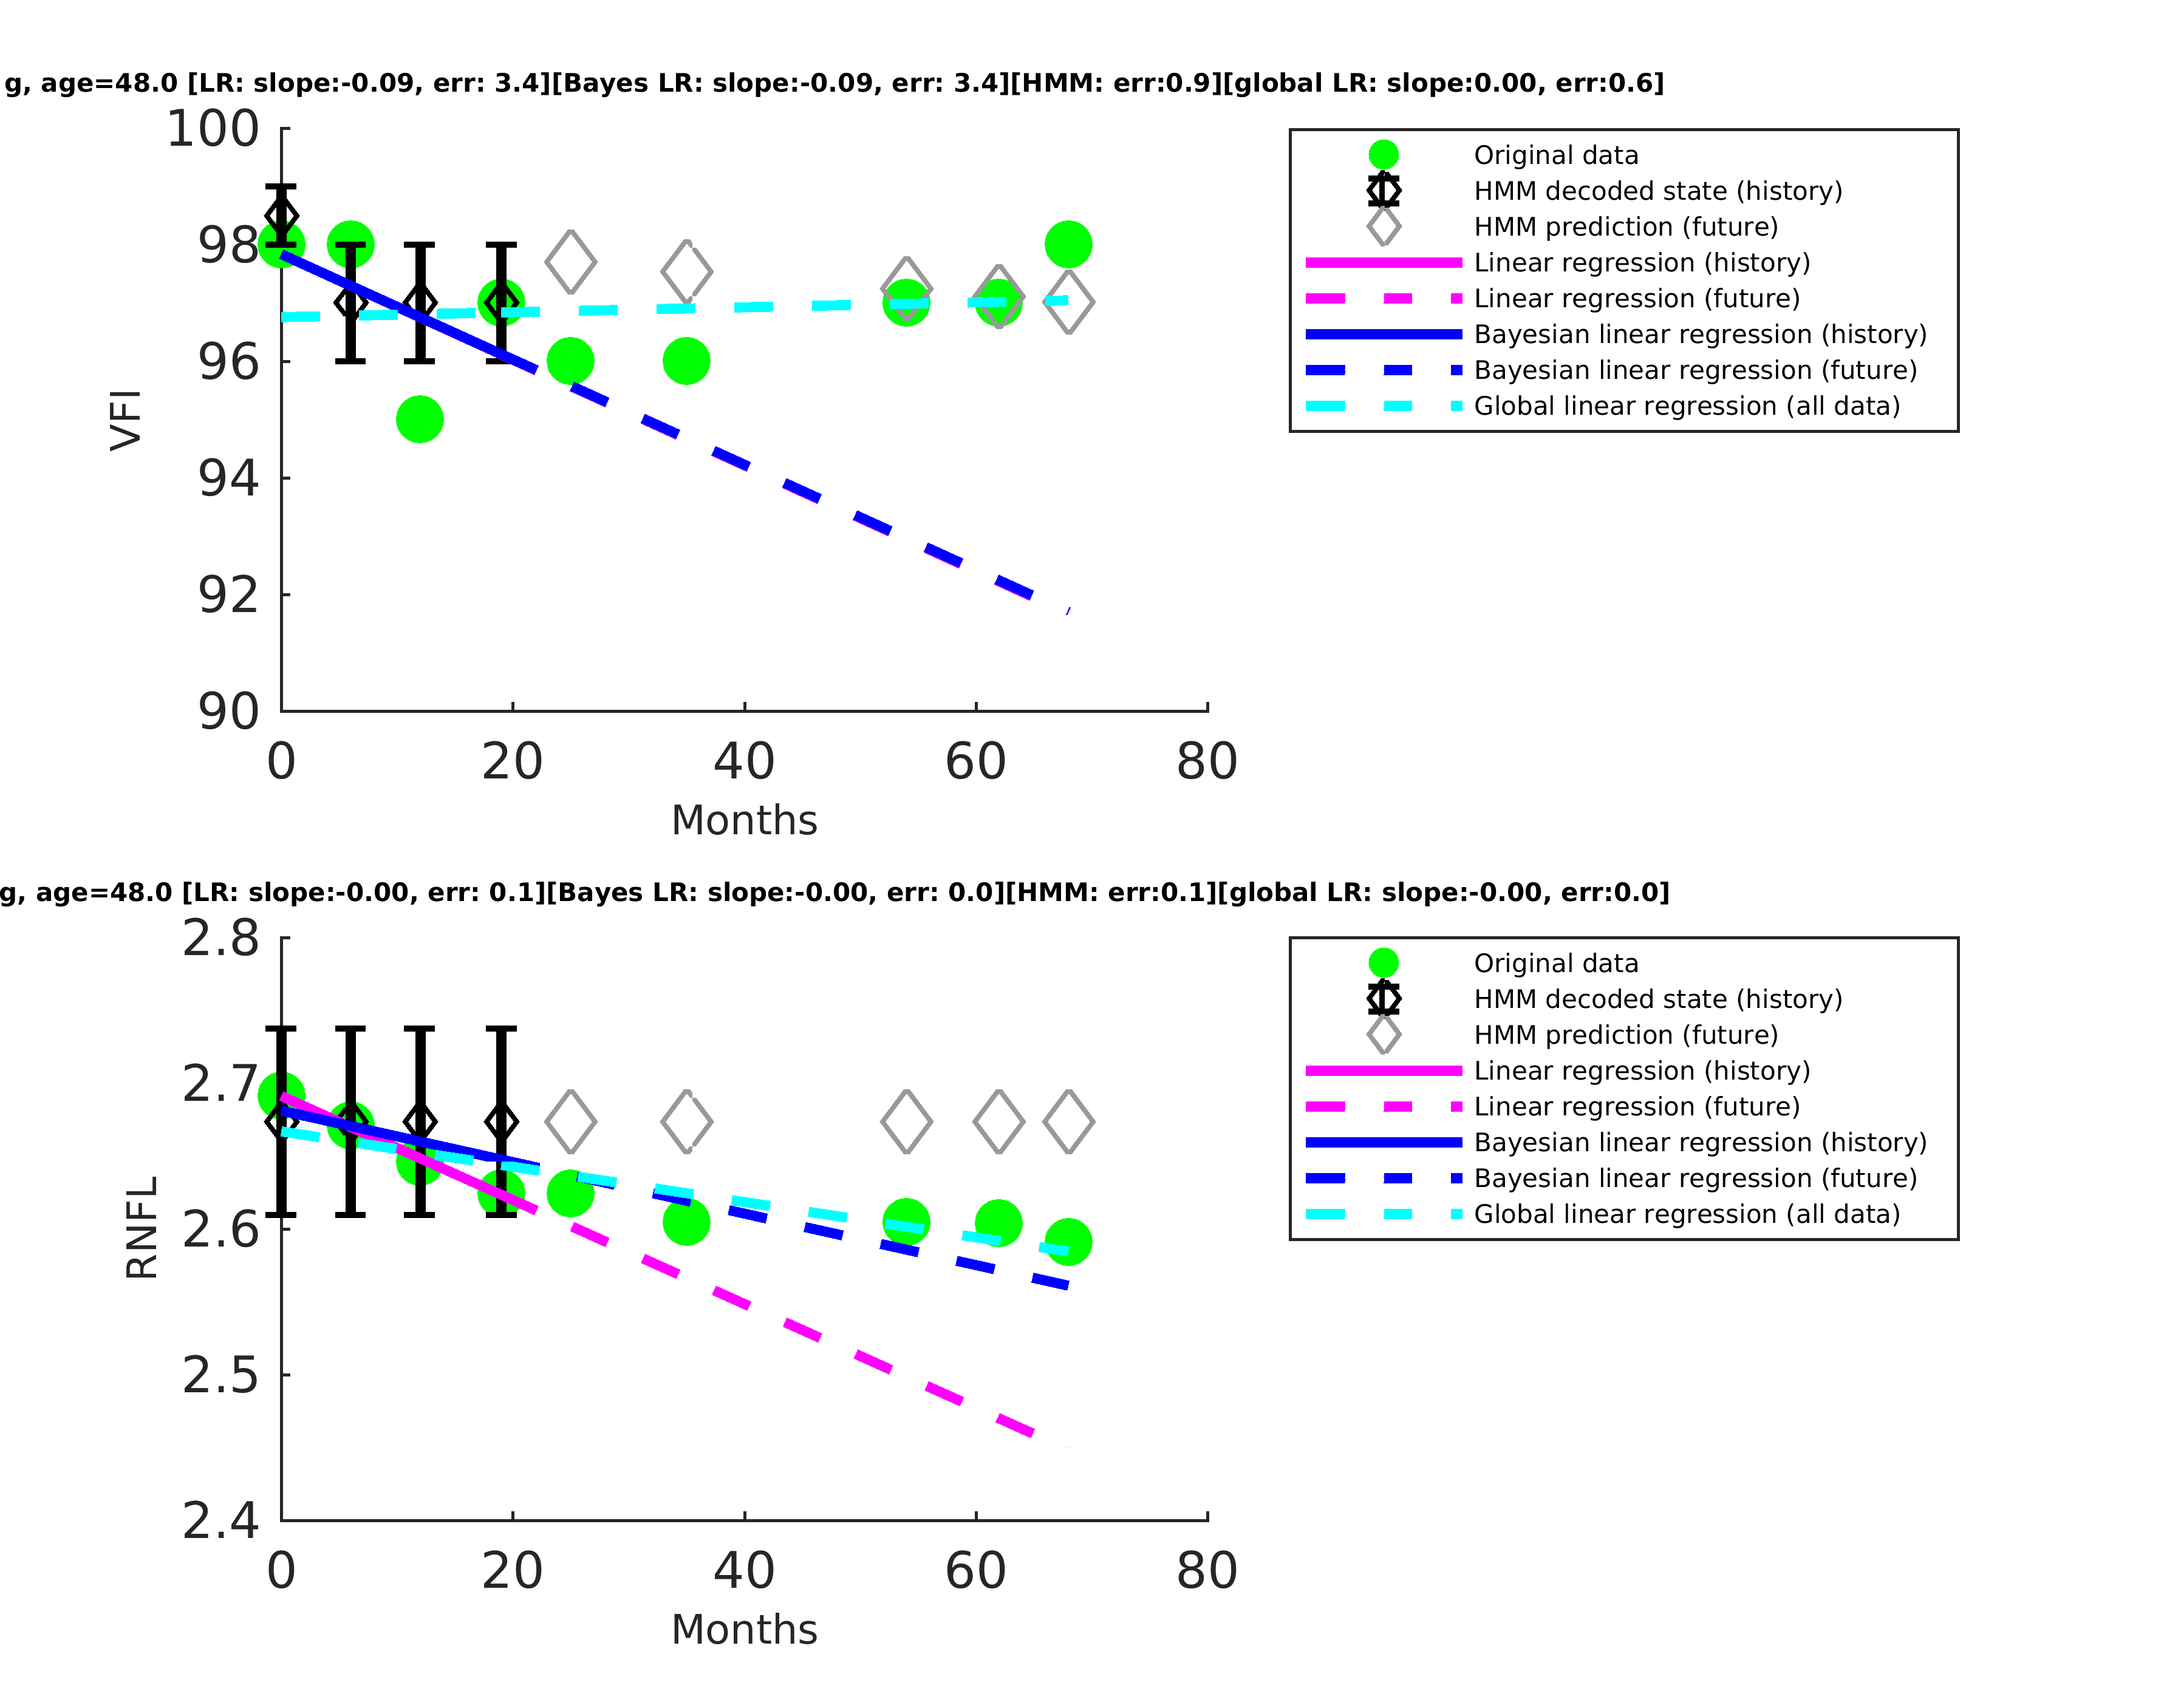 g, age=48.0 [LR: slope:-0.09, err: 3.4][Bayes LR: slope:-0.09, err: 3.4][HMM: err:0.9][global LR: slope:0.00, err:0.6]
100
98
96
94
92
90
VFI
0 20 40 60 80
Months
Original data
HMM decoded state (history)
HMM prediction (future)
Linear regression (history)
Linear regression (future)
Bayesian linear regression (history)
Bayesian linear regression (future)
Global linear regression (all data)
g, age=48.0 [LR: slope:-0.00, err: 0.1][Bayes LR: slope:-0.00, err: 0.0][HMM: err:0.1][global LR: slope:-0.00, err:0.0]
2.8
2.7
2.6
2.5
2.4
RNFL
0 20 40 60 80
Months
Original data
HMM decoded state (history)
HMM prediction (future)
Linear regression (history)
Linear regression (future)
Bayesian linear regression (history)
Bayesian linear regression (future)
Global linear regression (all data)